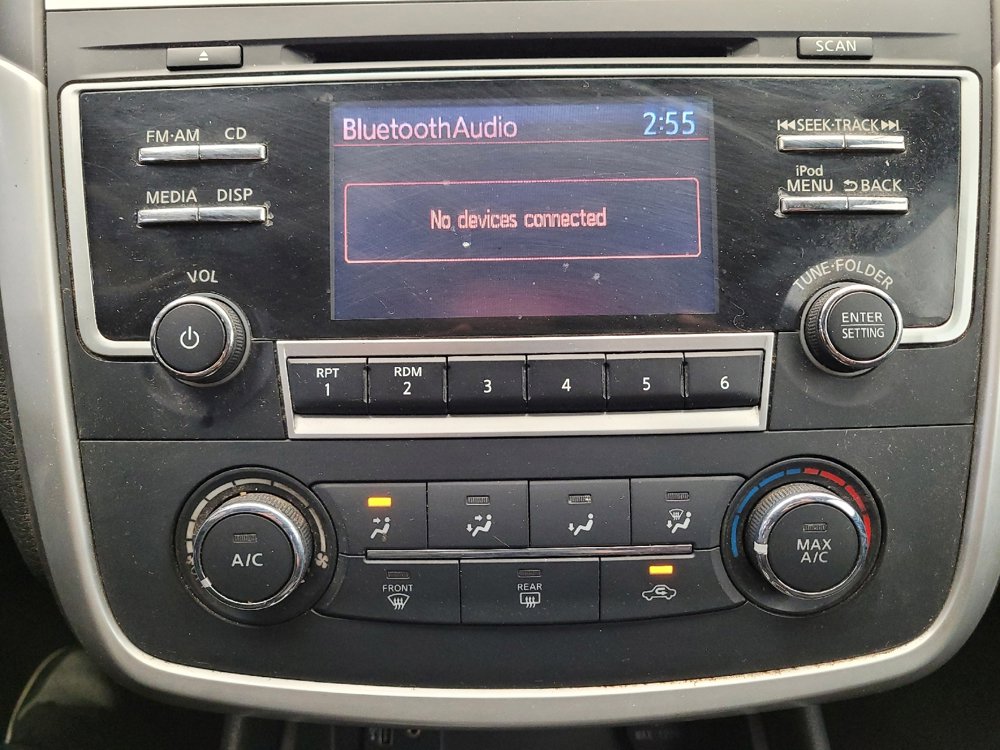 SCAN
BluetoothAudio 2:55
No devices connected
FM·AM CD
MEDIA DISP
VOL
SEEK·TRACK
iPod
MENU BACK
TUNE·FOLDER
ENTER
SETTING
RPT RDM
1 2 3 4 5 6
A/C
FRONT
REAR
MAX
A/C